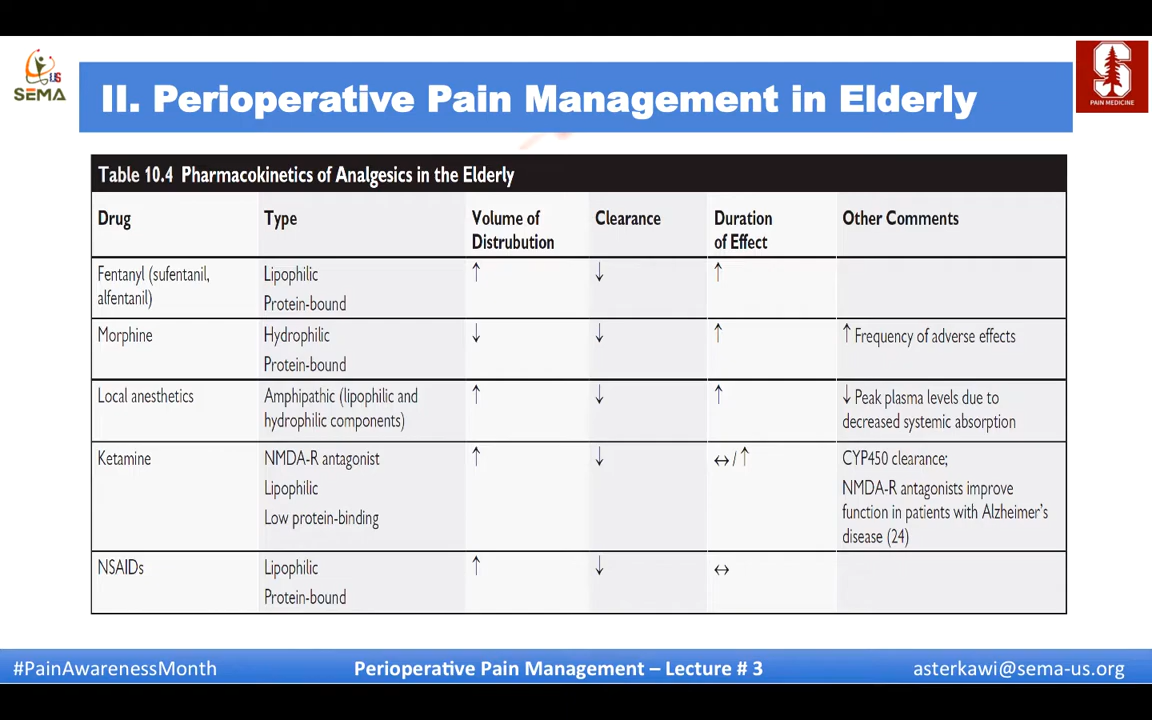 US
SEMA
II. Perioperative Pain Management in Elderly
S
PAIN MEDICINE
Table 10.4 Pharmacokinetics of Analgesics in the Elderly
Drug
Type
Volume of
Distrubution
Clearance
Duration
of Effect
Other Comments
Fentanyl (sufentanil,
alfentanil)
Lipophilic
Protein-bound
↑
↓
↑
Morphine
Hydrophilic
Protein-bound
↓
↓
↑
↑ Frequency of adverse effects
Local anesthetics
Amphipathic (lipophilic and
hydrophilic components)
↑
↓
↑
↓ Peak plasma levels due to
decreased systemic absorption
Ketamine
NMDA-R antagonist
Lipophilic
Low protein-binding
↑
↓
↔/↑
CYP450 clearance;
NMDA-R antagonists improve
function in patients with Alzheimer's
disease (24)
NSAIDs
Lipophilic
Protein-bound
↑
↓
↔
#PainAwarenessMonth
Perioperative Pain Management – Lecture # 3
asterkawi@sema-us.org